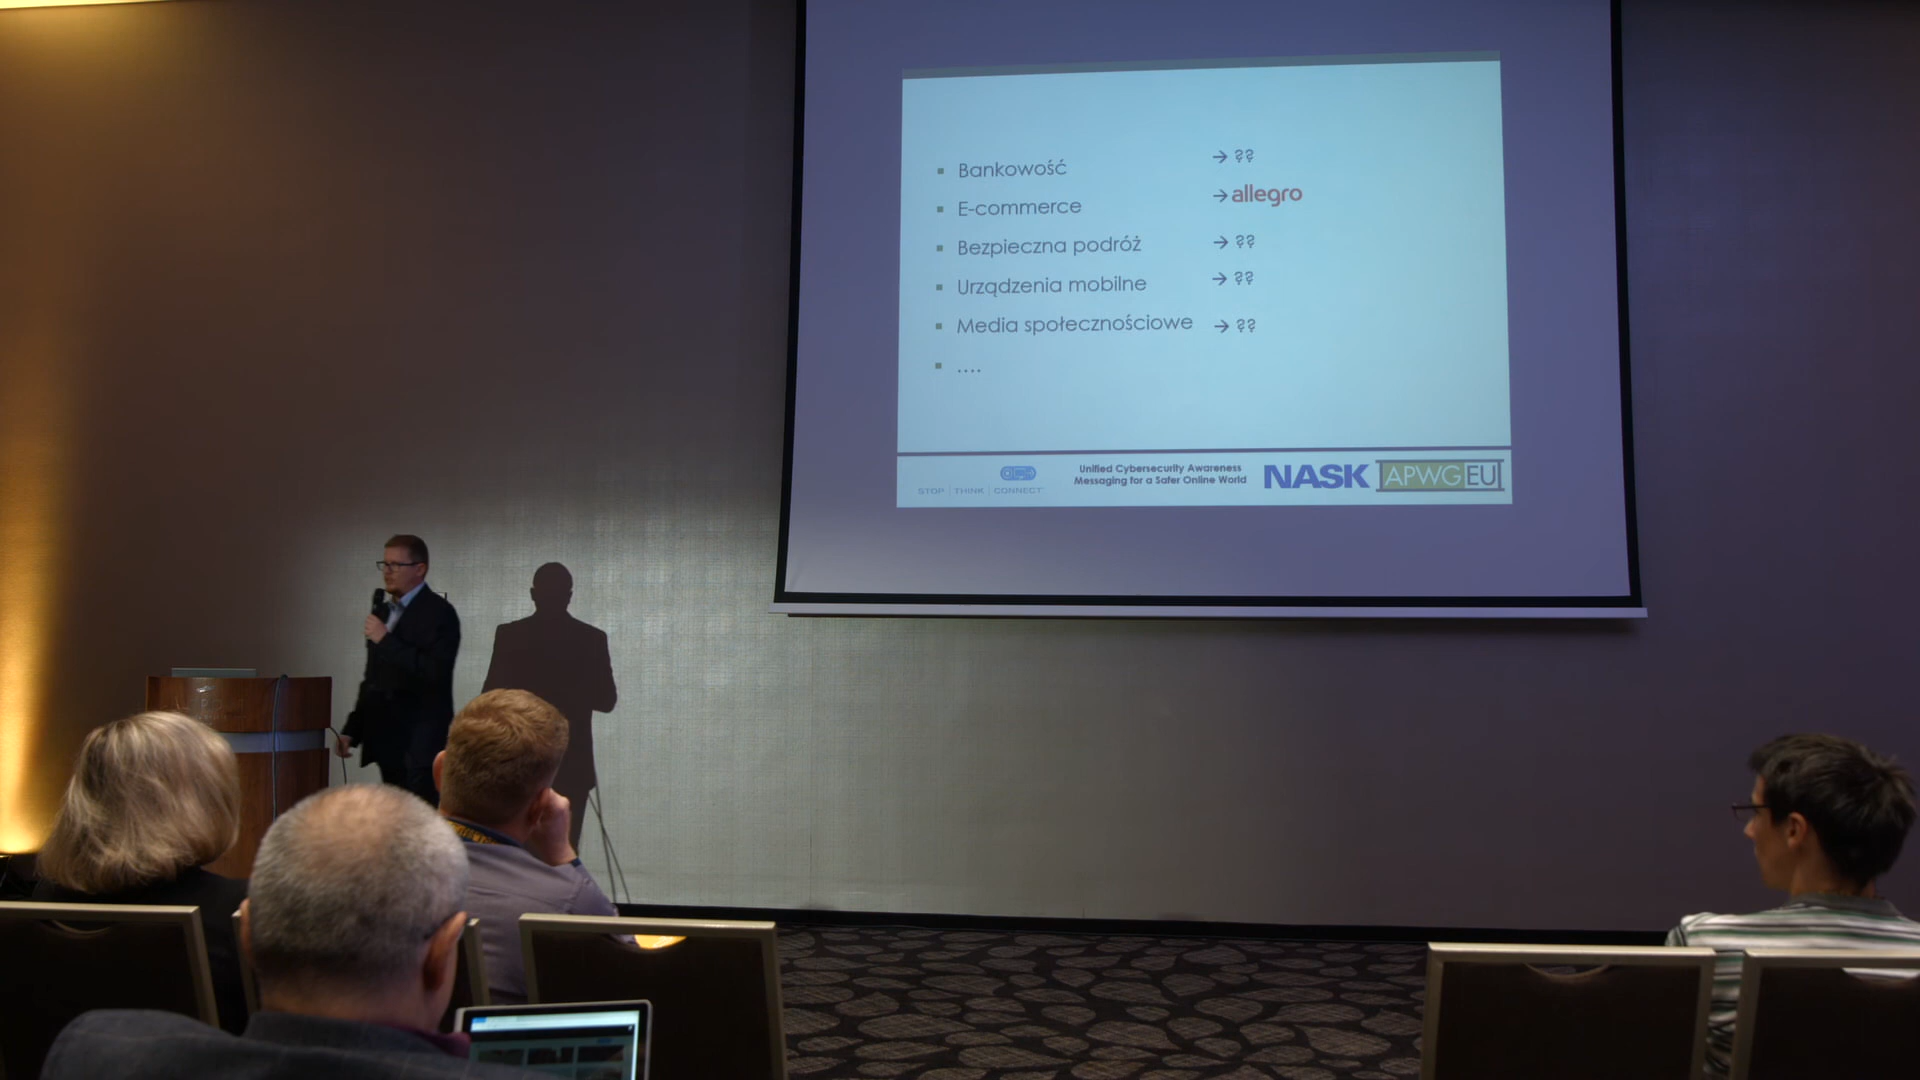 Bankowość → ??
E-commerce → allegro
Bezpieczna podróż → ??
Urządzenia mobilne → ??
Media społecznościowe → ??
....
STOP | THINK | CONNECT
Unified Cybersecurity Awareness
Messaging for a Safer Online World
NASK
APWG EU